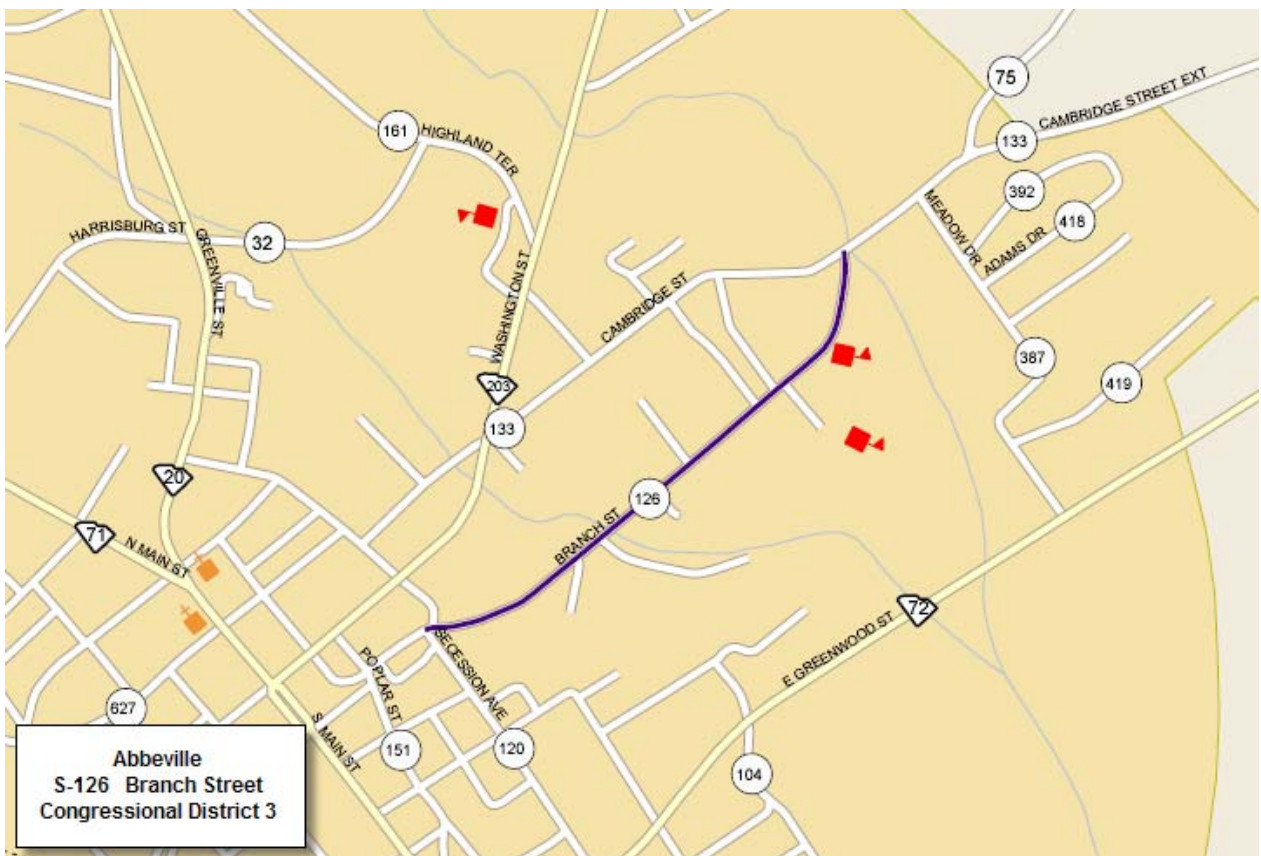 75
CAMBRIDGE STREET EXT
133
161
HIGHLAND TER
392
MEADOW DR
418
ADAMS DR
HARRISBURG ST
32
GREENVILLE ST
WASHINGTON ST
CAMBRIDGE ST
387
419
203
133
20
126
71
N MAIN ST
BRANCH ST
72
E GREENWOOD ST
SECESSION AVE
POPLAR ST
627
S MAIN ST
151
120
104
Abbeville
S-126 Branch Street
Congressional District 3